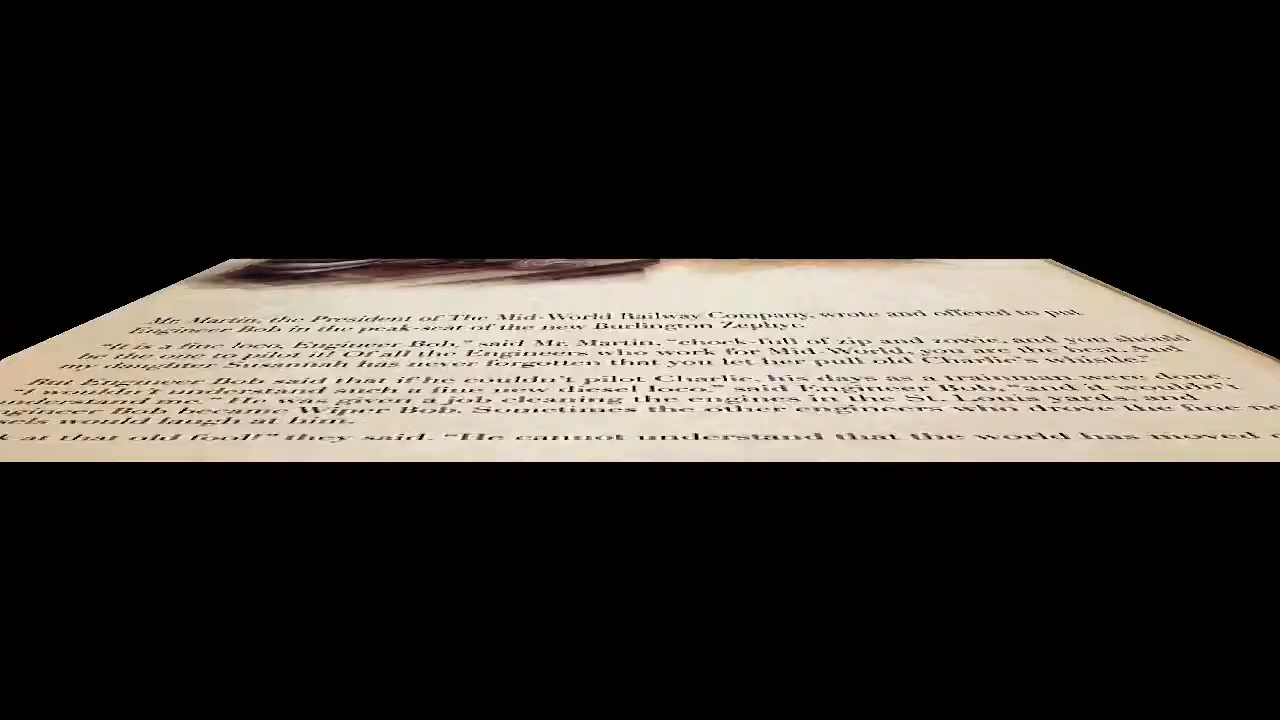 Mr. Martin, the President of The Mid-World Railway Company, wrote and offered to put
Engineer Bob in the peak-seat of the new Burlington Zephyr.
"It is a fine loco, Engineer Bob," said Mr. Martin, "chock-full of zip and zowie, and you should
be the one to pilot it! Of all the Engineers who work for Mid-World, you are the best. And
my daughter Susannah has never forgotten that you let her pull old Charlie's whistle."
But Engineer Bob said that if he couldn't pilot Charlie, his days as a trainman were done.
"I wouldn't understand such a fine new diesel loco," said Engineer Bob, "and it wouldn't
understand me." He was given a job cleaning the engines in the St. Louis yards, and
ngineer Bob became Wiper Bob. Sometimes the other engineers who drove the fine ne
sels would laugh at him.
k at that old fool!" they said. "He cannot understand that the world has moved